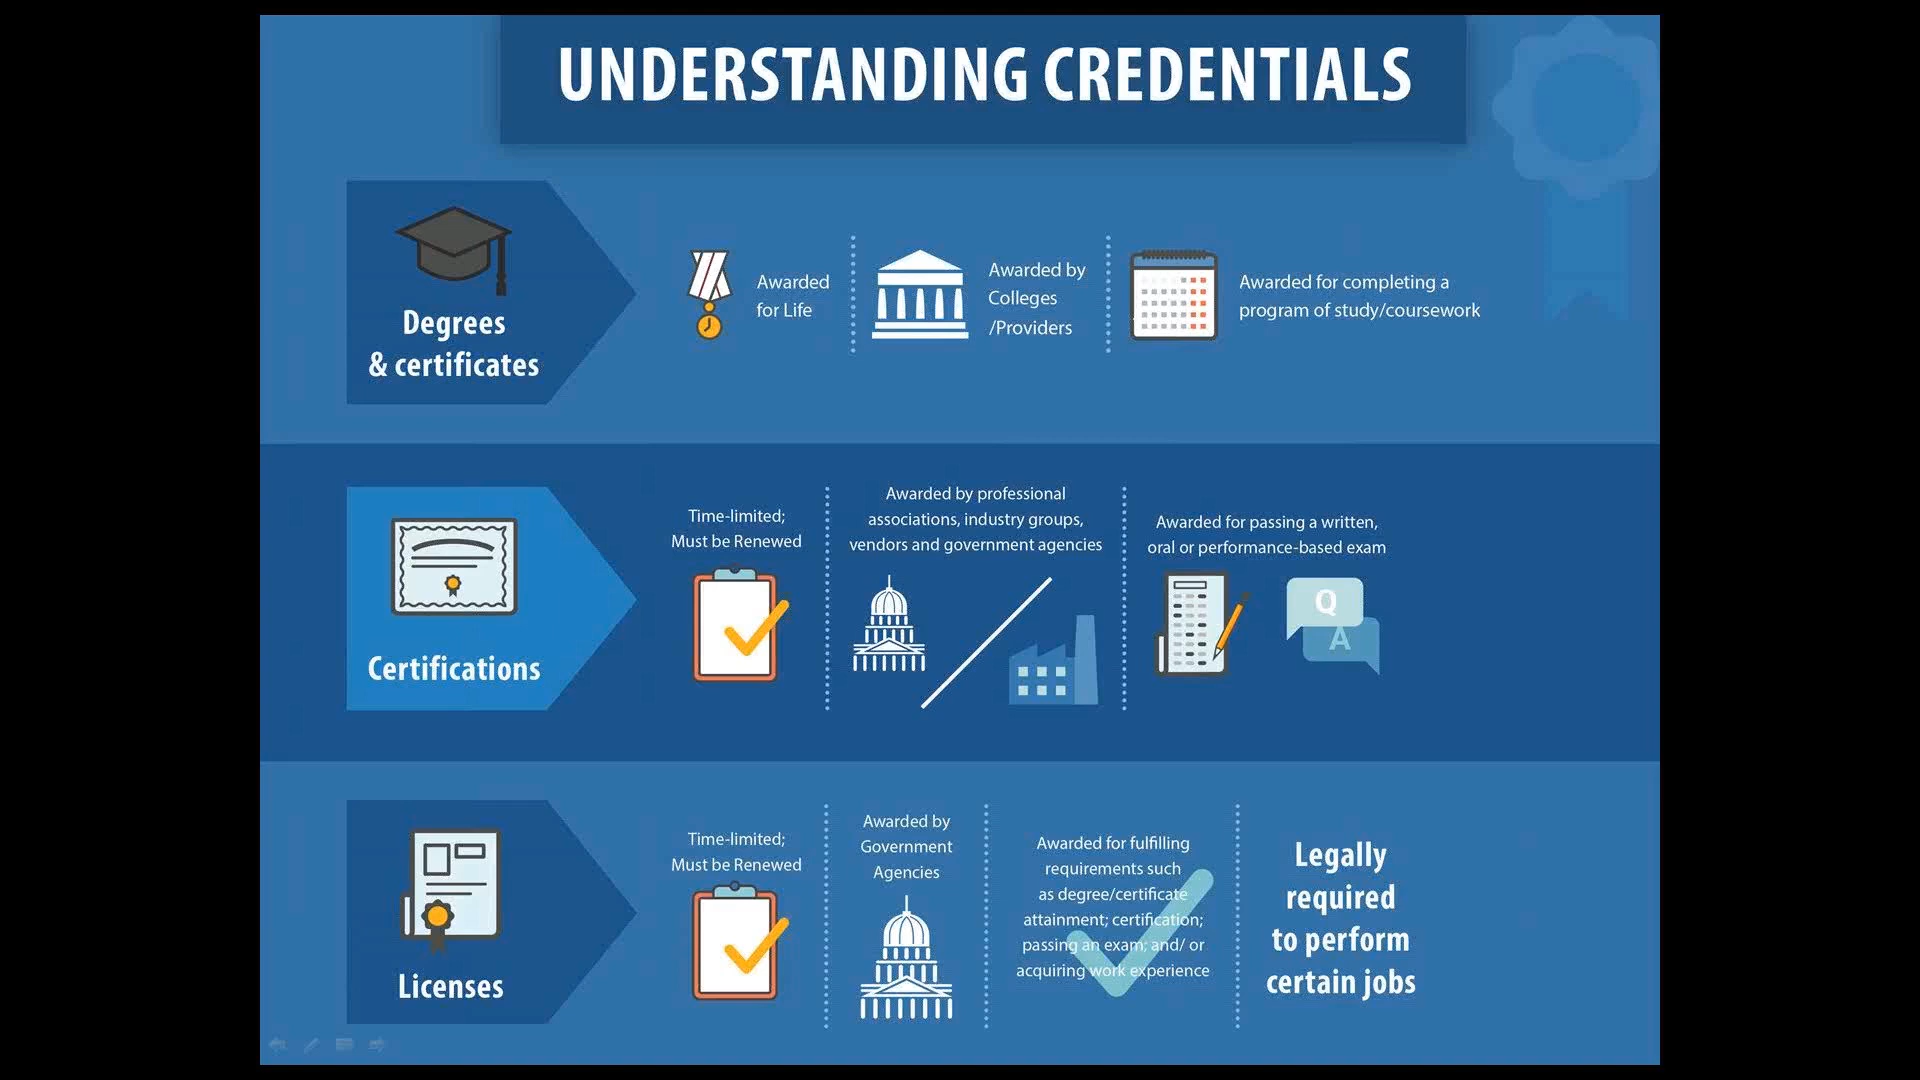 UNDERSTANDING CREDENTIALS
Degrees
& certificates
Awarded
for Life
Awarded by
Colleges
/Providers
Awarded for completing a
program of study/coursework
Certifications
Time-limited;
Must be Renewed
Awarded by professional
associations, industry groups,
vendors and government agencies
Awarded for passing a written,
oral or performance-based exam
Q
A
Licenses
Time-limited;
Must be Renewed
Awarded by
Government
Agencies
Awarded for fulfilling
requirements such
as degree/certificate
attainment; certification;
passing an exam; and/ or
acquiring work experience
Legally
required
to perform
certain jobs